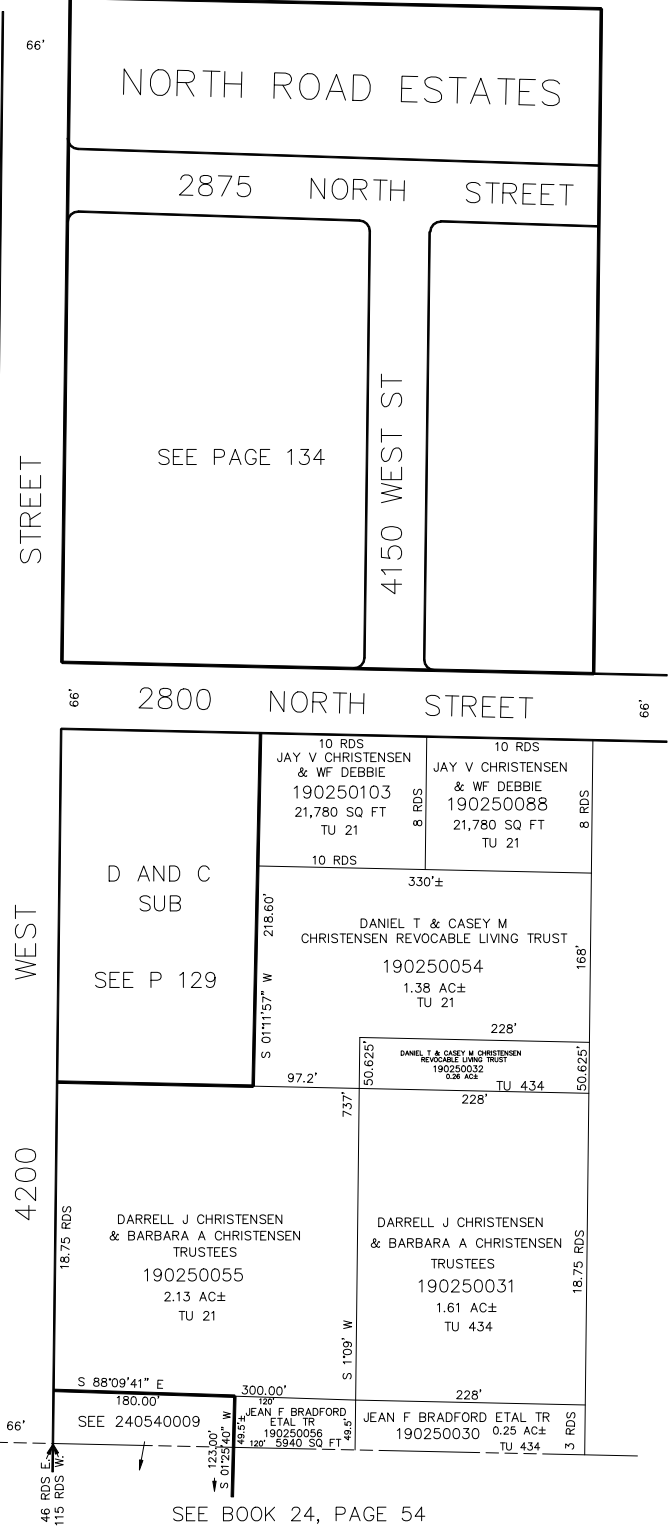 66'
NORTH ROAD ESTATES
2875 NORTH STREET
SEE PAGE 134
4150 WEST ST
STREET
66'
2800 NORTH STREET
66'
10 RDS
JAY V CHRISTENSEN
& WF DEBBIE
190250103
21,780 SQ FT
TU 21
8 RDS
10 RDS
10 RDS
JAY V CHRISTENSEN
& WF DEBBIE
190250088
21,780 SQ FT
TU 21
8 RDS
D AND C
SUB
SEE P 129
WEST
218.60'
S 01°11'57" W
330'±
DANIEL T & CASEY M
CHRISTENSEN REVOCABLE LIVING TRUST
190250054
1.38 AC±
TU 21
168'
228'
50.625'
DANIEL T & CASEY M CHRISTENSEN
REVOCABLE LIVING TRUST
190250032
0.26 AC±
TU 434
50.625'
97.2'
737'
228'
4200
18.75 RDS
DARRELL J CHRISTENSEN
& BARBARA A CHRISTENSEN
TRUSTEES
190250055
2.13 AC±
TU 21
S 1°09' W
DARRELL J CHRISTENSEN
& BARBARA A CHRISTENSEN
TRUSTEES
190250031
1.61 AC±
TU 434
18.75 RDS
S 88°09'41" E
180.00'
300.00'
228'
66'
SEE 240540009
123.00'
S 01°25'40" W
120'
JEAN F BRADFORD
ETAL TR
190250056
5940 SQ FT
49.5'±
120'
49.5'
JEAN F BRADFORD ETAL TR
190250030
0.25 AC±
TU 434
3 RDS
46 RDS E.
115 RDS W.
SEE BOOK 24, PAGE 54